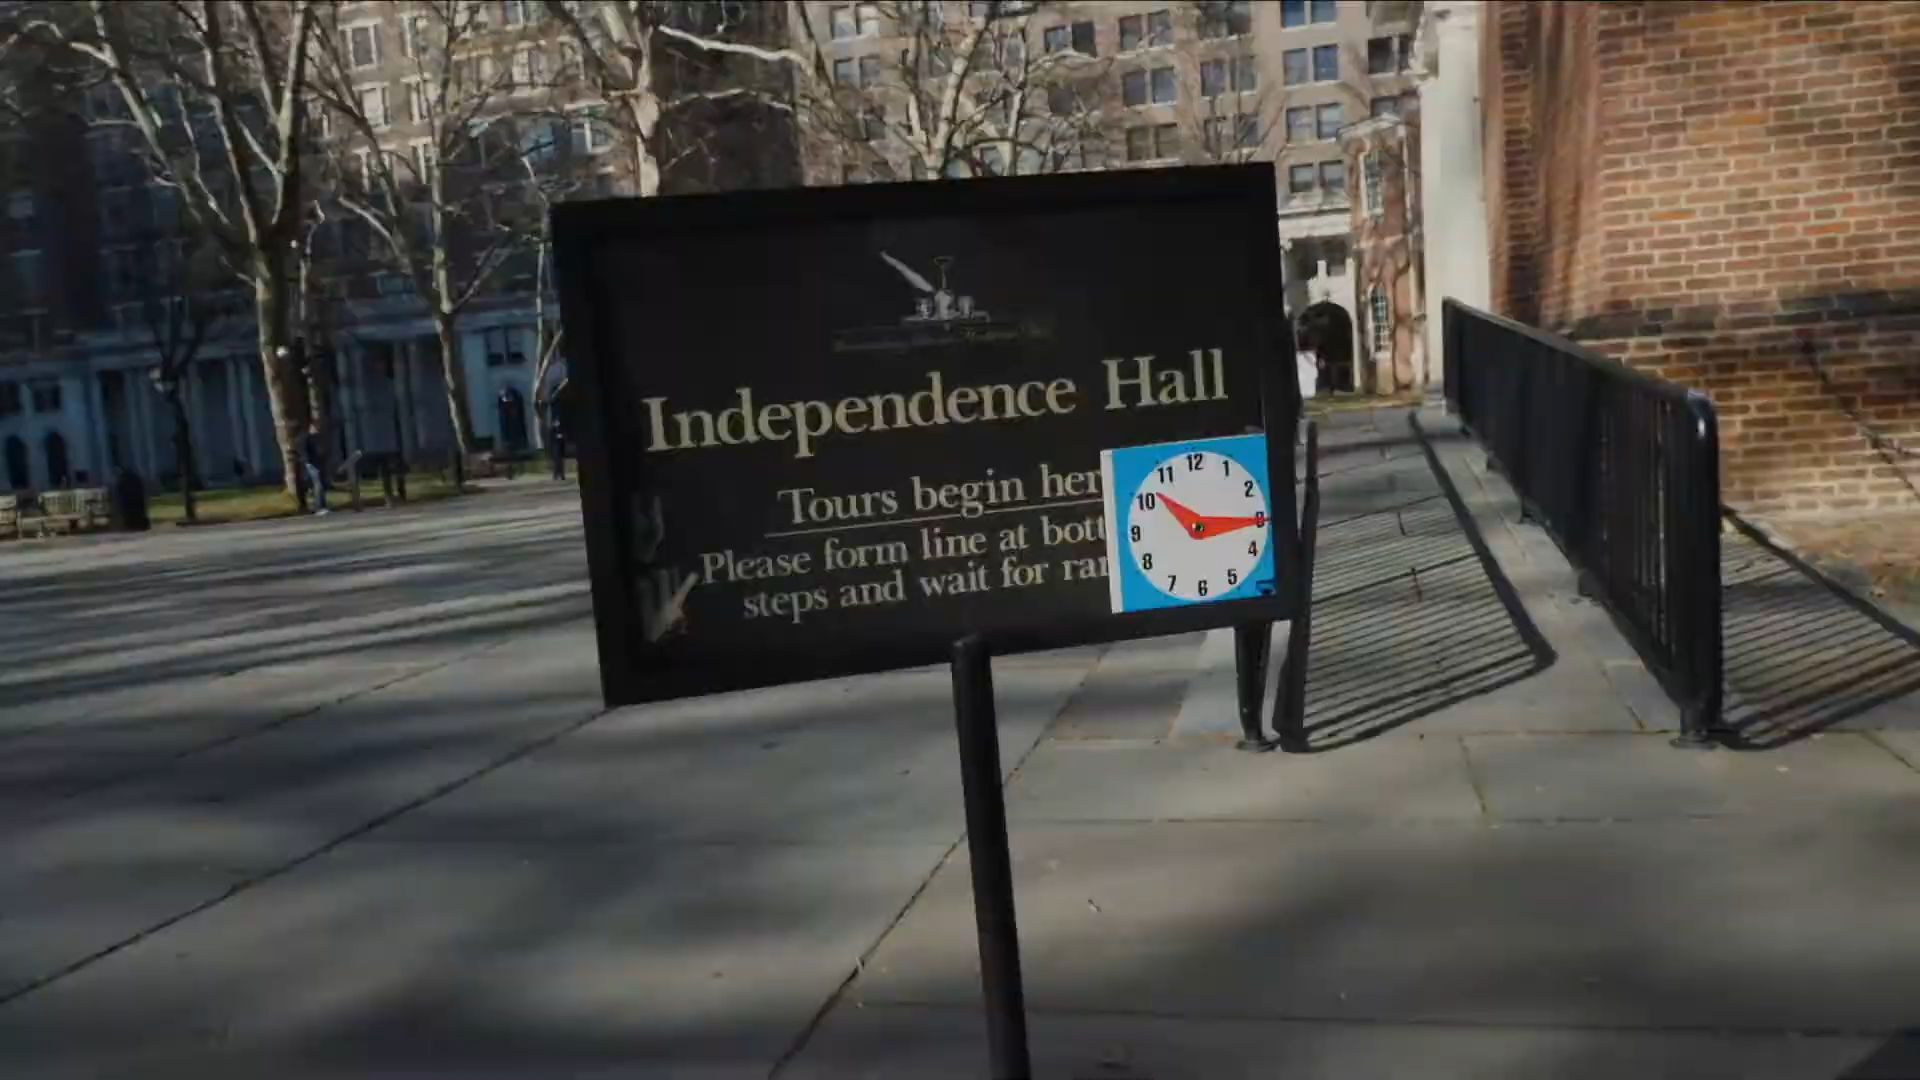 Independence Hall
Tours begin her
Please form line at bott
steps and wait for ran
11 12 1
10 2
9 3
8 4
7 6 5